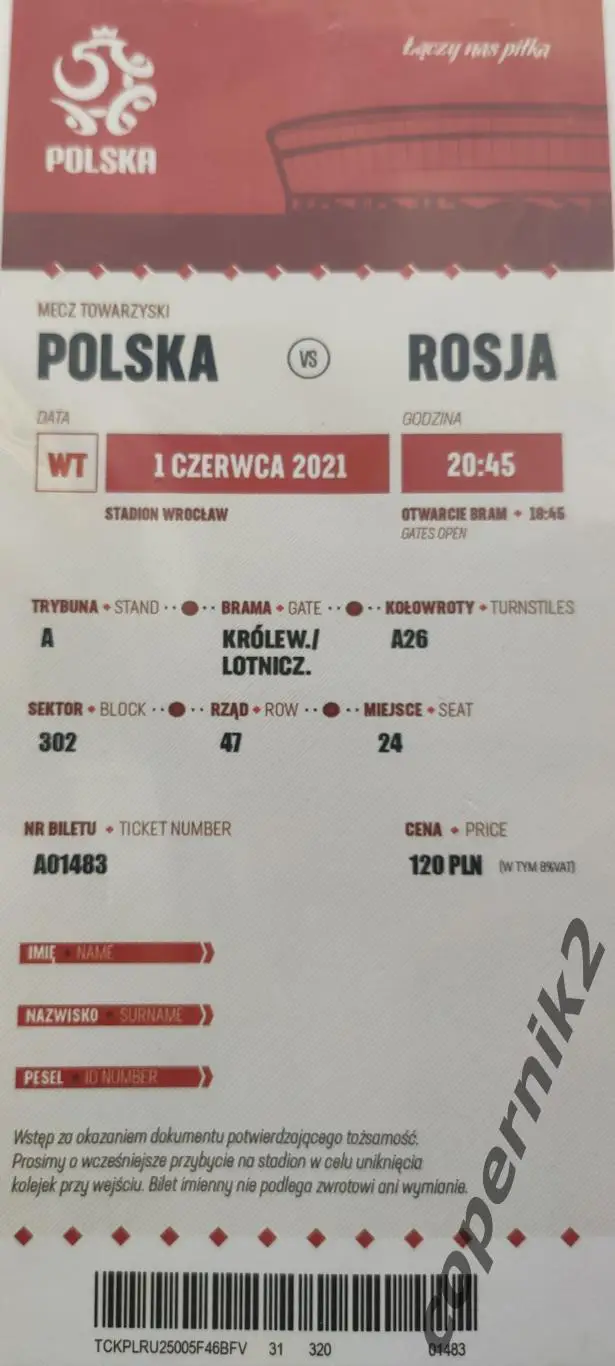 Łączy nas piłka
POLSKA
MECZ TOWARZYSKI
POLSKA VS ROSJA
DATA GODZINA
WT 1 CZERWCA 2021 20:45
STADION WROCŁAW OTWARCIE BRAM 18:45
GATES OPEN
TRYBUNA STAND BRAMA GATE KOŁOWROTY TURNSTILES
A KRÓLEW./ A26
LOTNICZ.
SEKTOR BLOCK RZĄD ROW MIEJSCE SEAT
302 47 24
NR BILETU TICKET NUMBER CENA PRICE
A01483 120 PLN (W TYM 8%VAT)
IMIĘ NAME
NAZWISKO SURNAME
PESEL ID NUMBER
Wstęp za okazaniem dokumentu potwierdzającego tożsamość.
Prosimy o wcześniejsze przybycie na stadion w celu uniknięcia
kolejek przy wejściu. Bilet imienny nie podlega zwrotowi ani wymianie.
TCKPLRU25005F46BFV 31 320 01483
copernik2